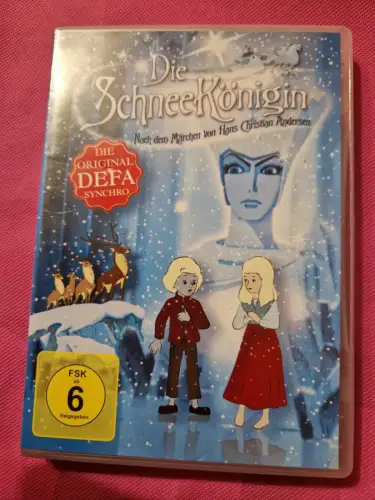 Die
SchneeKönigin
Nach dem Märchen von Hans Christian Andersen
DIE
ORIGINAL
DEFA
SYNCHRO
FSK
ab
6
freigegeben